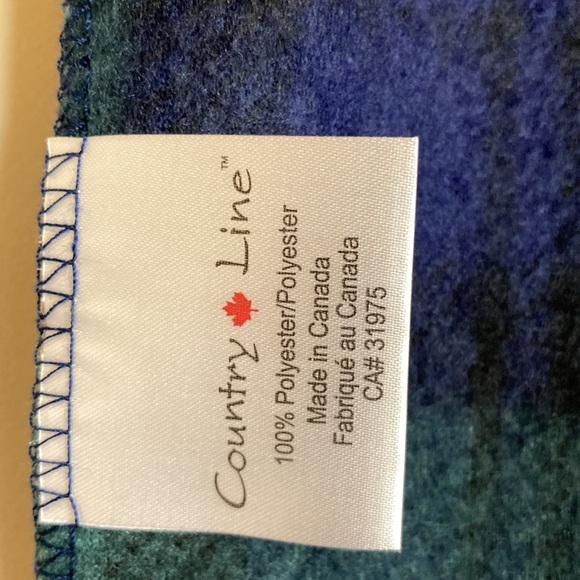 Country Line™
100% Polyester/Polyester
Made in Canada
Fabriqué au Canada
CA# 31975